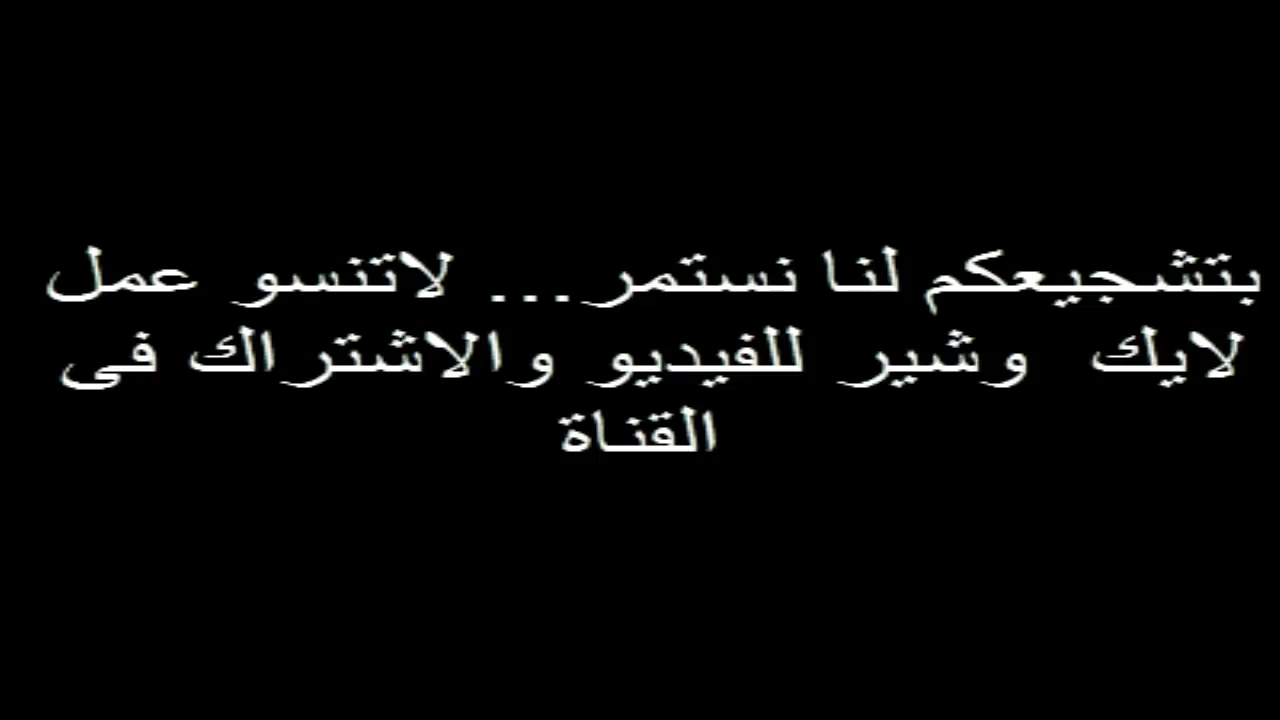 بتشجيعكم لنا نستمر... لاتنسو عمل
لايك وشير للفيديو والاشتراك فى
القناة